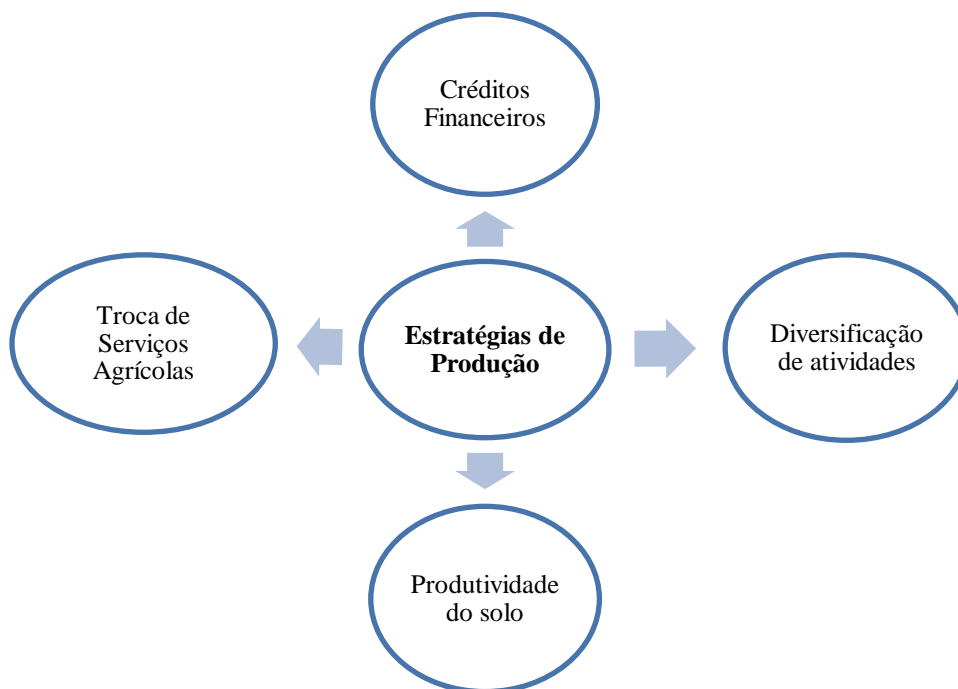 Créditos
Financeiros
Troca de
Serviços
Agrícolas
Estratégias de
Produção
Diversificação
de atividades
Produtividade
do solo